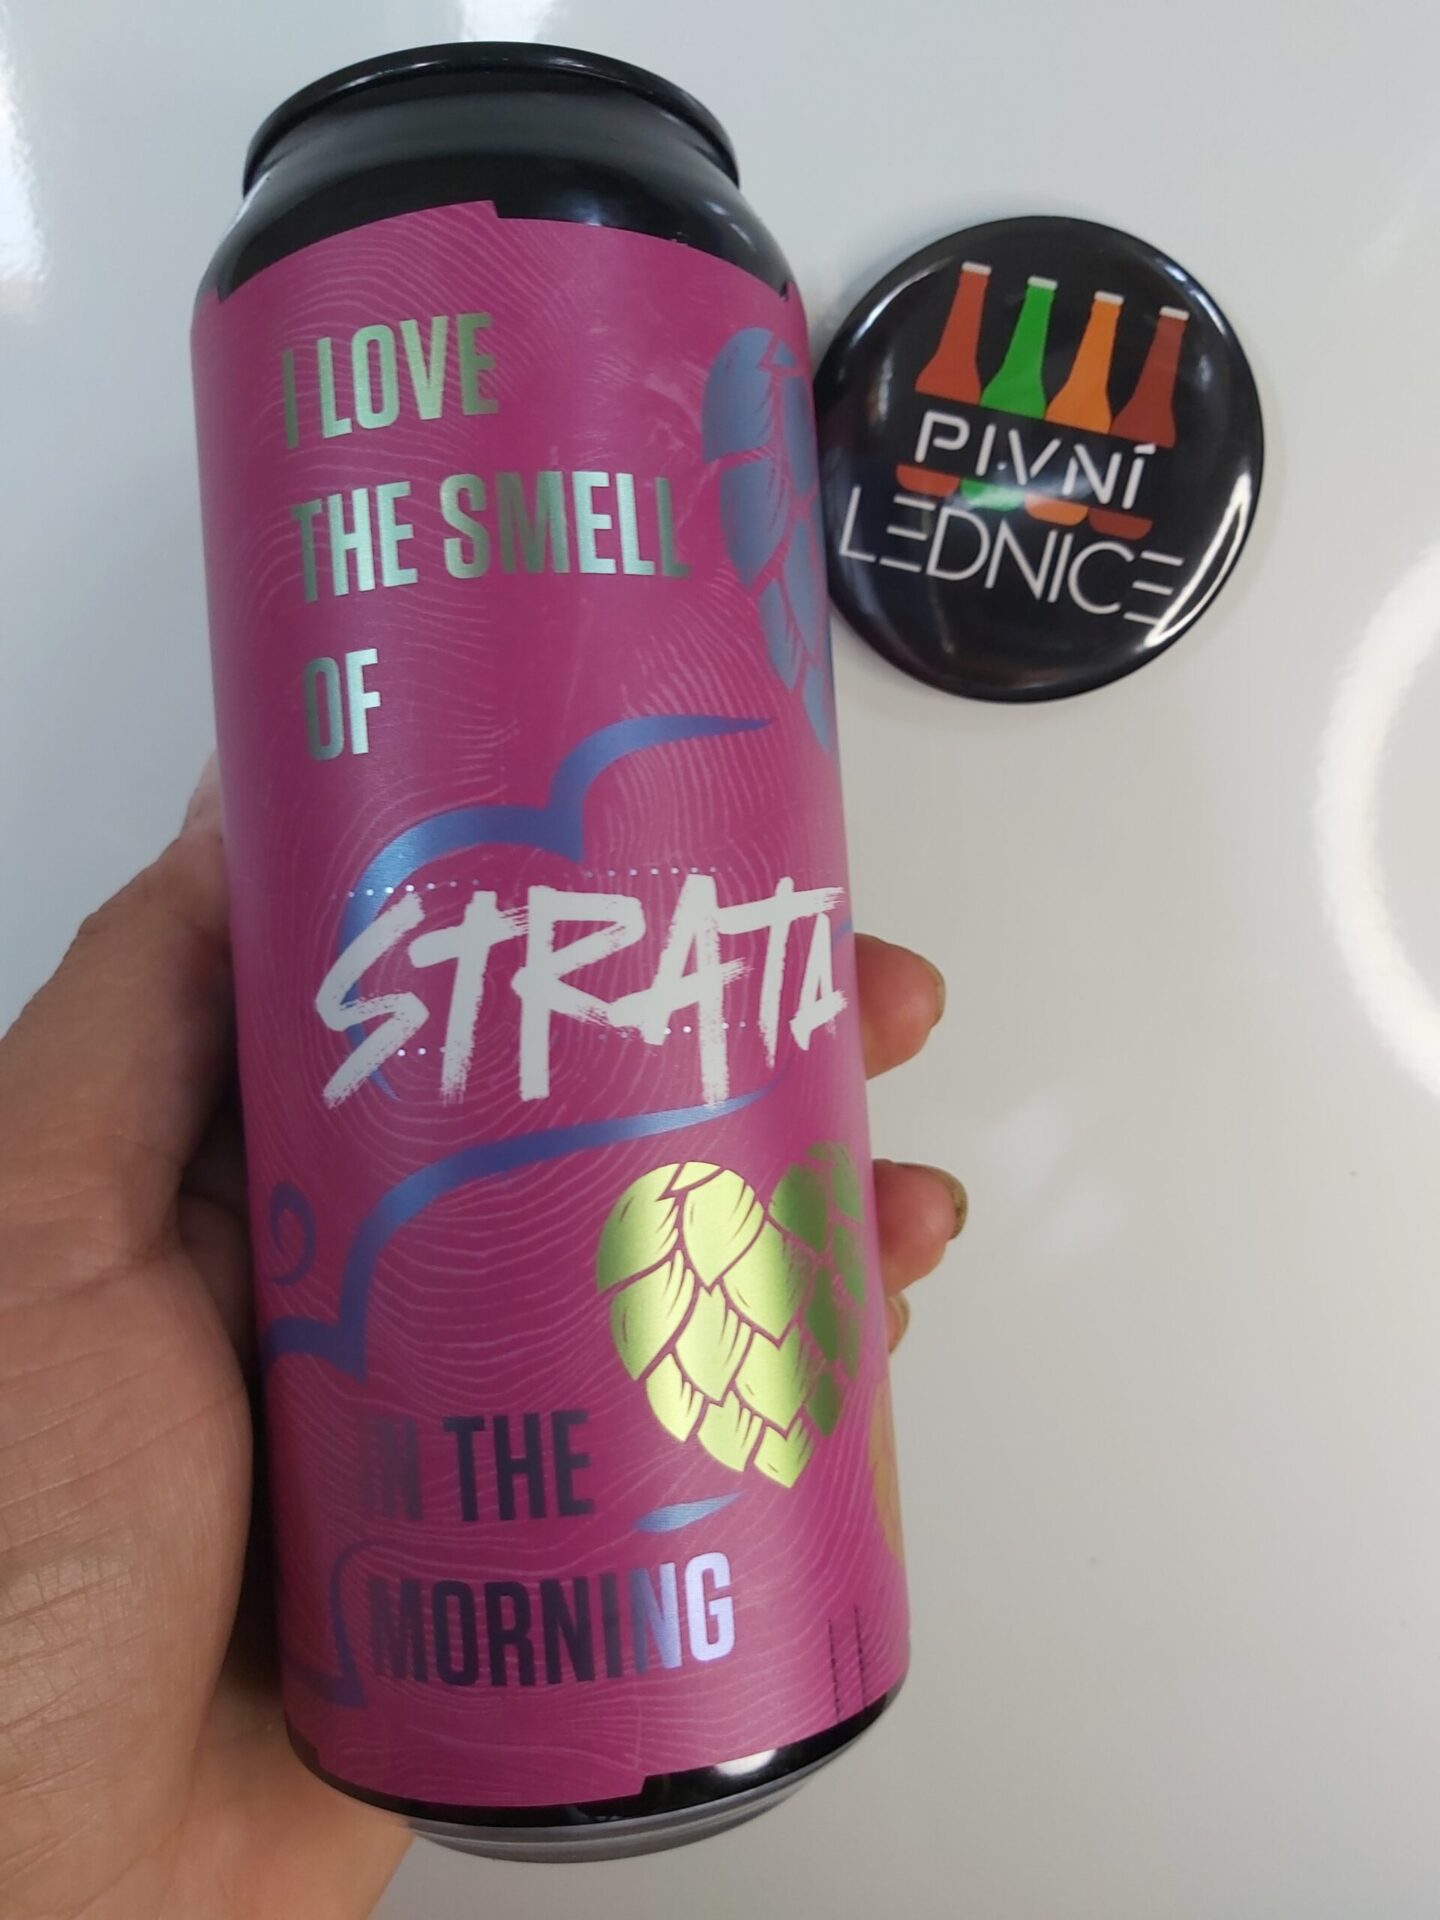 I LOVE
THE SMELL
OF
STRATA
IN THE
MORNING
PIVNÍ
LEDNICE